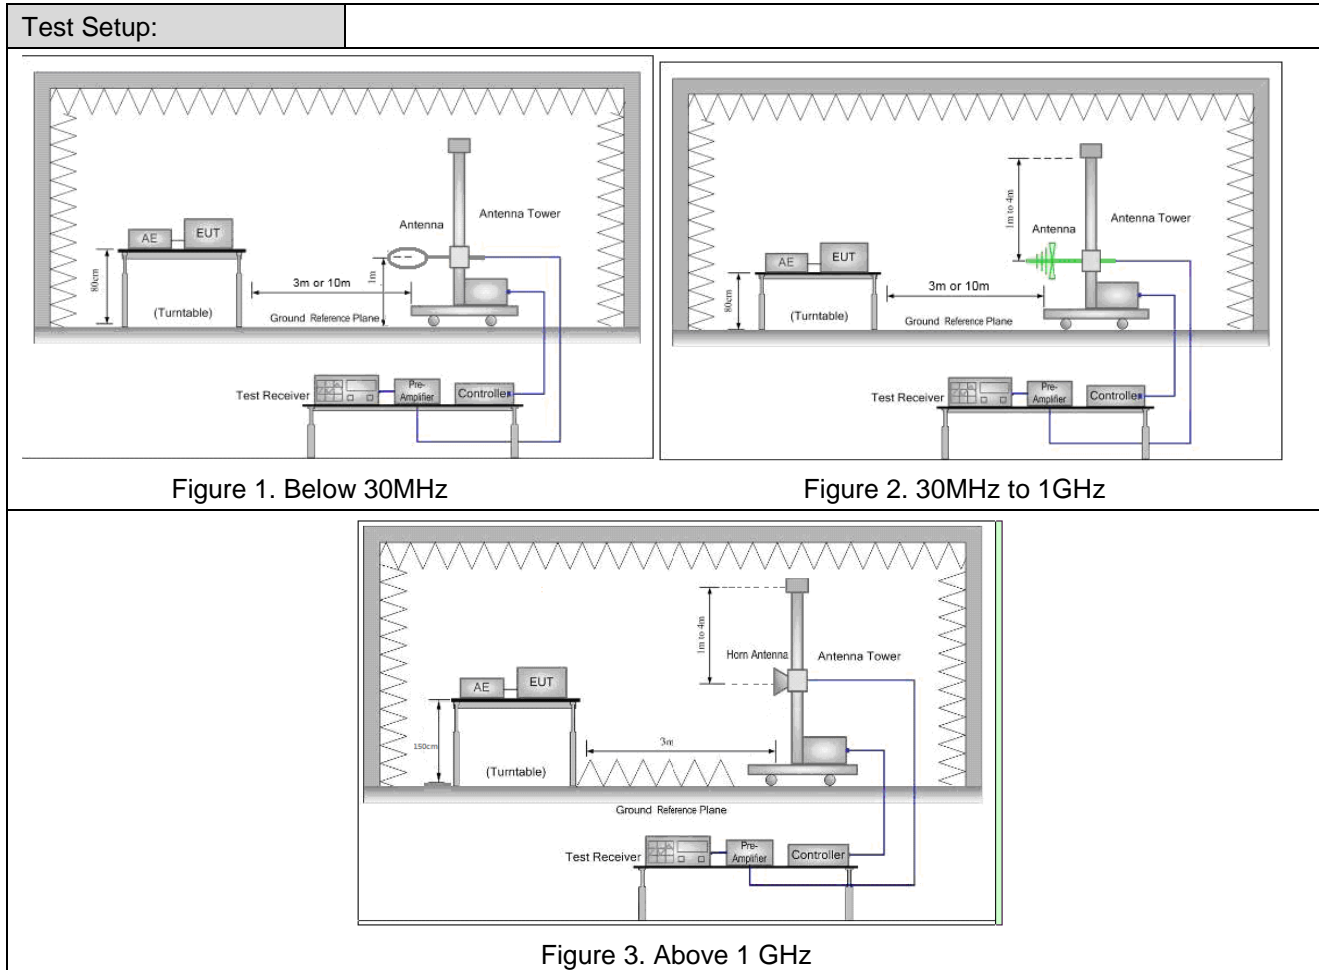 Test Setup:
Antenna
Antenna Tower
AE
EUT
80cm
1m
3m or 10m
(Turntable)
Ground Reference Plane
Test Receiver
Pre-
Amplifier
Controller
Figure 1. Below 30MHz
1m to 4m
Antenna
Antenna Tower
AE
EUT
80cm
3m or 10m
(Turntable)
Ground Reference Plane
Test Receiver
Pre-
Amplifier
Controller
Figure 2. 30MHz to 1GHz
1m to 4m
Horn Antenna
Antenna Tower
AE
EUT
150cm
3m
(Turntable)
Ground Reference Plane
Test Receiver
Pre-
Amplifier
Controller
Figure 3. Above 1 GHz